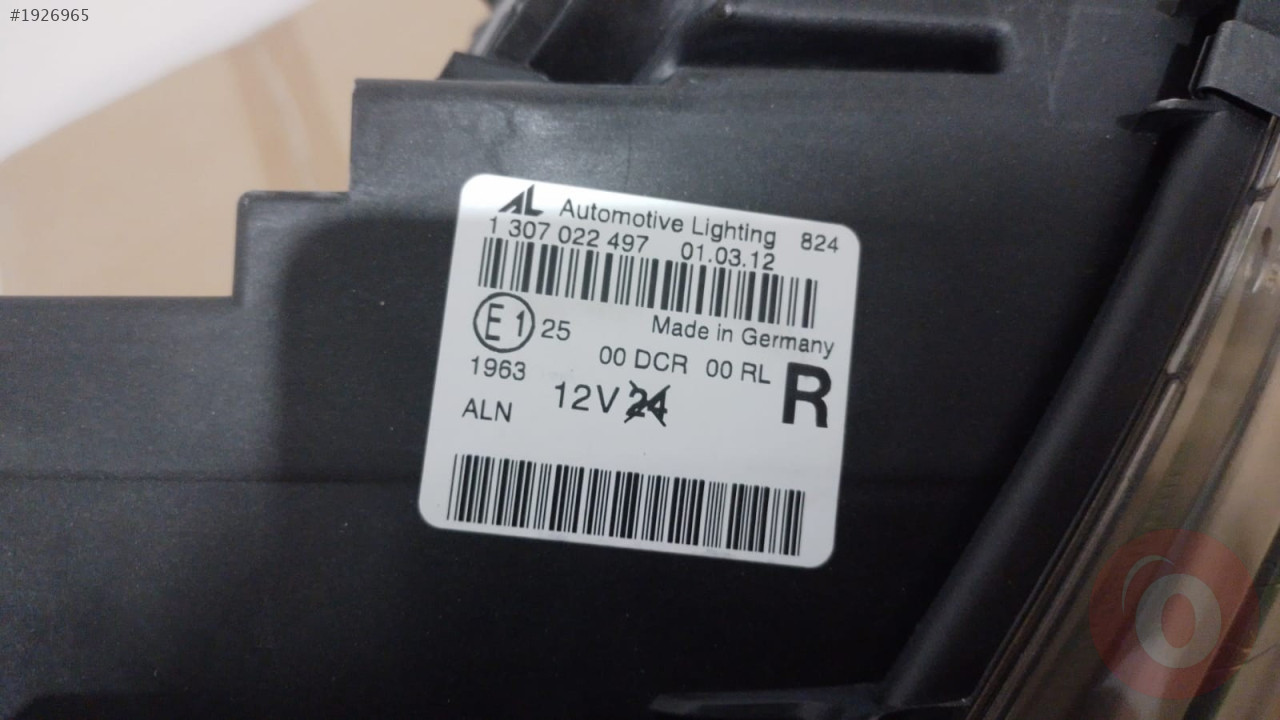 #1926965
AL Automotive Lighting 824
1 307 022 497 01.03.12
E1 25 Made in Germany
00 DCR 00 RL R
1963
12V 24
ALN